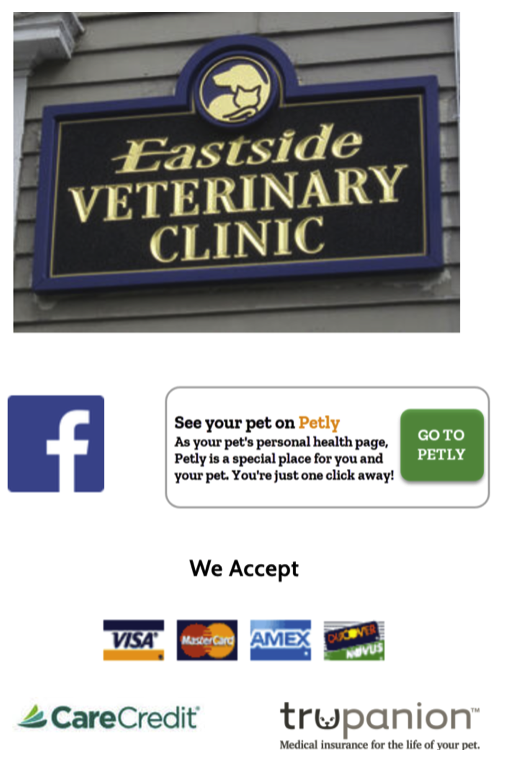 Eastside
VETERINARY
CLINIC
f
See your pet on Petly
As your pet's personal health page,
Petly is a special place for you and
your pet. You're just one click away!
GO TO
PETLY
We Accept
VISA
MasterCard
AMEX
DISCOVER
NOVUS
CareCredit®
trupanion™
Medical insurance for the life of your pet.